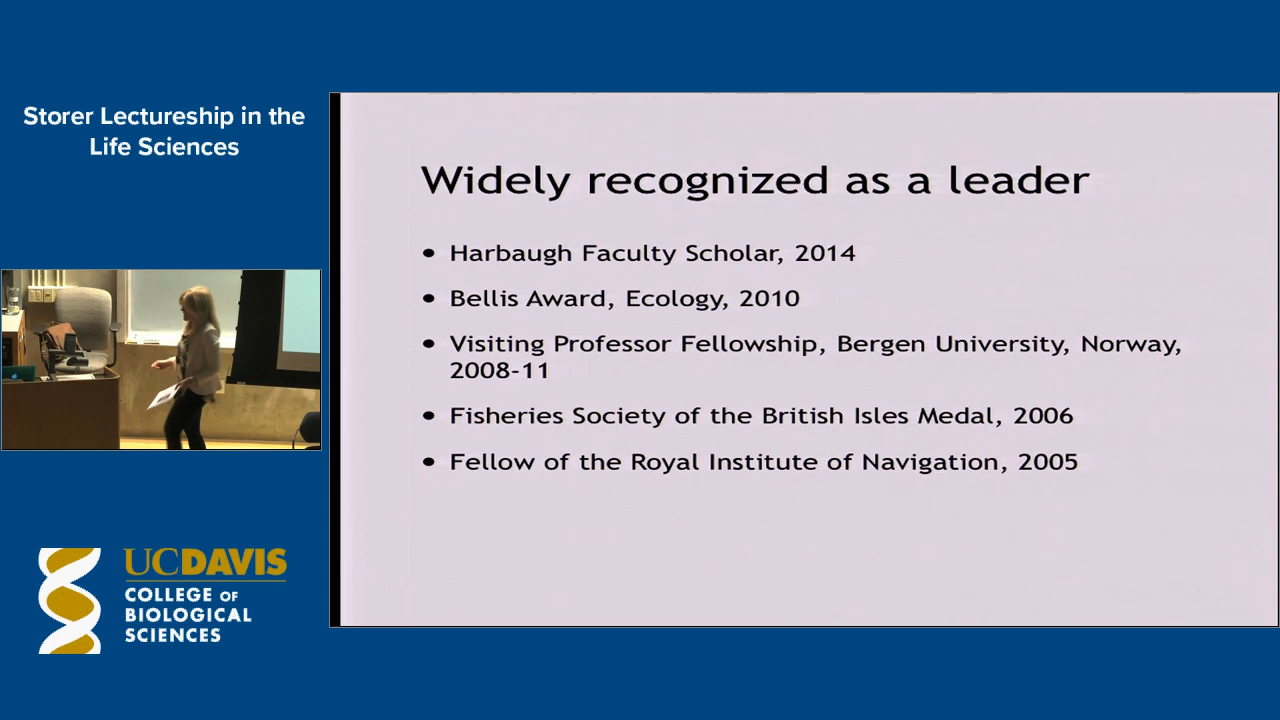 Storer Lectureship in the
Life Sciences
Widely recognized as a leader
• Harbaugh Faculty Scholar, 2014
• Bellis Award, Ecology, 2010
• Visiting Professor Fellowship, Bergen University, Norway,
2008-11
• Fisheries Society of the British Isles Medal, 2006
• Fellow of the Royal Institute of Navigation, 2005
UCDAVIS
COLLEGE OF
BIOLOGICAL
SCIENCES